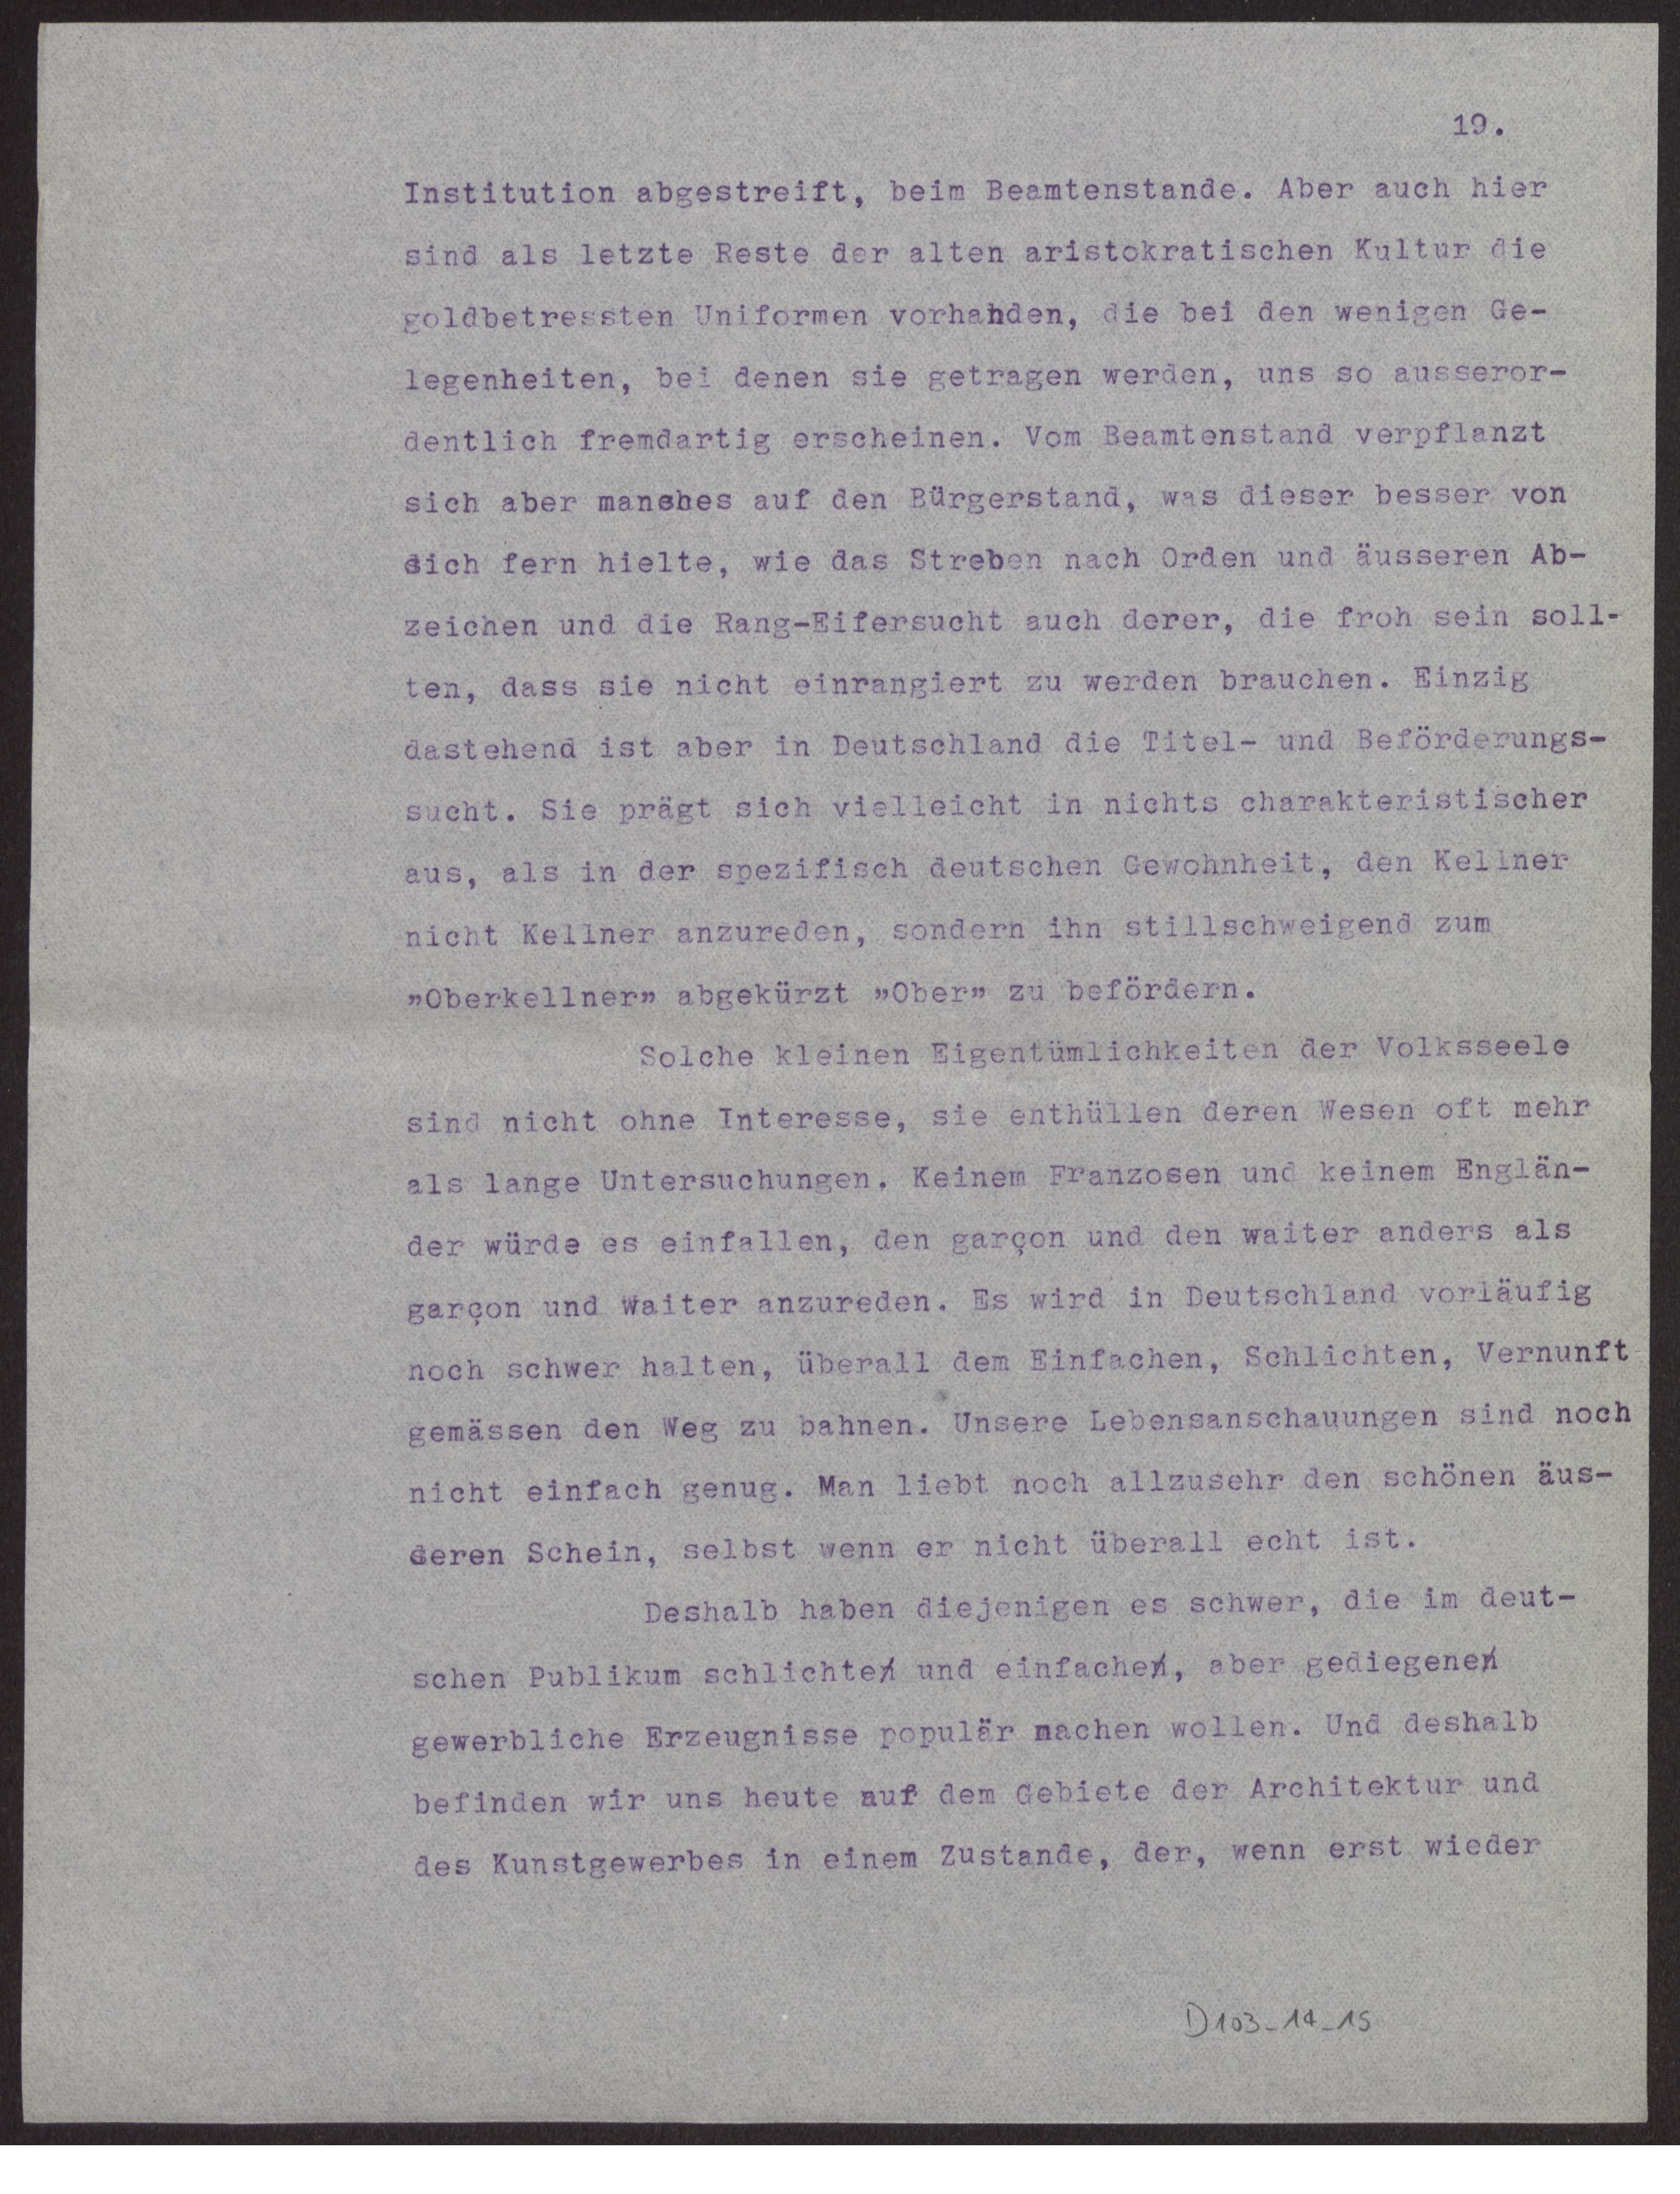 19.
Institution abgestreift, beim Beamtenstande. Aber auch hier
sind als letzte Reste der alten aristokratischen Kultur die
goldbetressten Uniformen vorhanden, die bei den wenigen Ge-
legenheiten, bei denen sie getragen werden, uns so ausseror-
dentlich fremdartig erscheinen. Vom Beamtenstand verpflanzt
sich aber manches auf den Bürgerstand, was dieser besser von
sich fern hielte, wie das Streben nach Orden und äusseren Ab-
zeichen und die Rang-Eifersucht auch derer, die froh sein soll-
ten, dass sie nicht einrangiert zu werden brauchen. Einzig
dastehend ist aber in Deutschland die Titel- und Beförderungs-
sucht. Sie prägt sich vielleicht in nichts charakteristischer
aus, als in der spezifisch deutschen Gewohnheit, den Kellner
nicht Kellner anzureden, sondern ihn stillschweigend zum
"Oberkellner" abgekürzt "Ober" zu befördern.
Solche kleinen Eigentümlichkeiten der Volksseele
sind nicht ohne Interesse, sie enthüllen deren Wesen oft mehr
als lange Untersuchungen. Keinem Franzosen und keinem Englän-
der würde es einfallen, den garçon und den waiter anders als
garçon und Waiter anzureden. Es wird in Deutschland vorläufig
noch schwer halten, überall dem Einfachen, Schlichten, Vernunft
gemässen den Weg zu bahnen. Unsere Lebensanschauungen sind noch
nicht einfach genug. Man liebt noch allzusehr den schönen äus-
seren Schein, selbst wenn er nicht überall echt ist.
Deshalb haben diejenigen es schwer, die im deut-
schen Publikum schlichte und einfache, aber gediegene
gewerbliche Erzeugnisse populär machen wollen. Und deshalb
befinden wir uns heute auf dem Gebiete der Architektur und
des Kunstgewerbes in einem Zustande, der, wenn erst wieder
D103-14-15